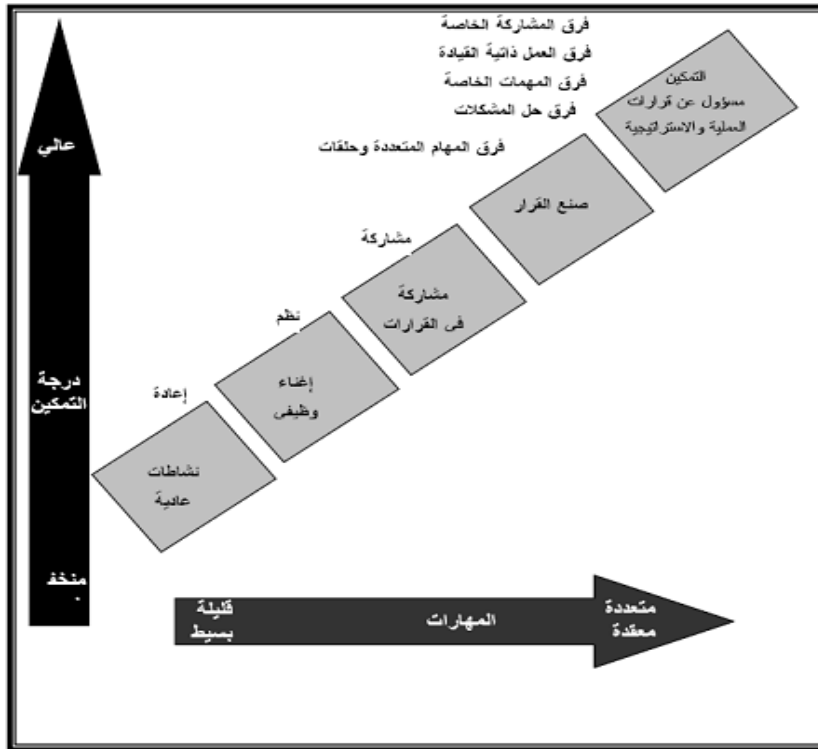 فرق المشاركة الخاصة
فرق العمل ذاتية القيادة
فرق المهمات الخاصة
فرق حل المشكلات
فرق المهام المتعددة وحلقات
التمكين
مسؤول عن قرارات
العملية والاستراتيجية
عالي
صنع القرار
مشاركة
مشاركة
فى القرارات
نظم
إغناء
وظيفى
درجة
التمكين
إعادة
نشاطات
عادية
منخف
قليلة
بسيط
المهارات
متعددة
معقدة